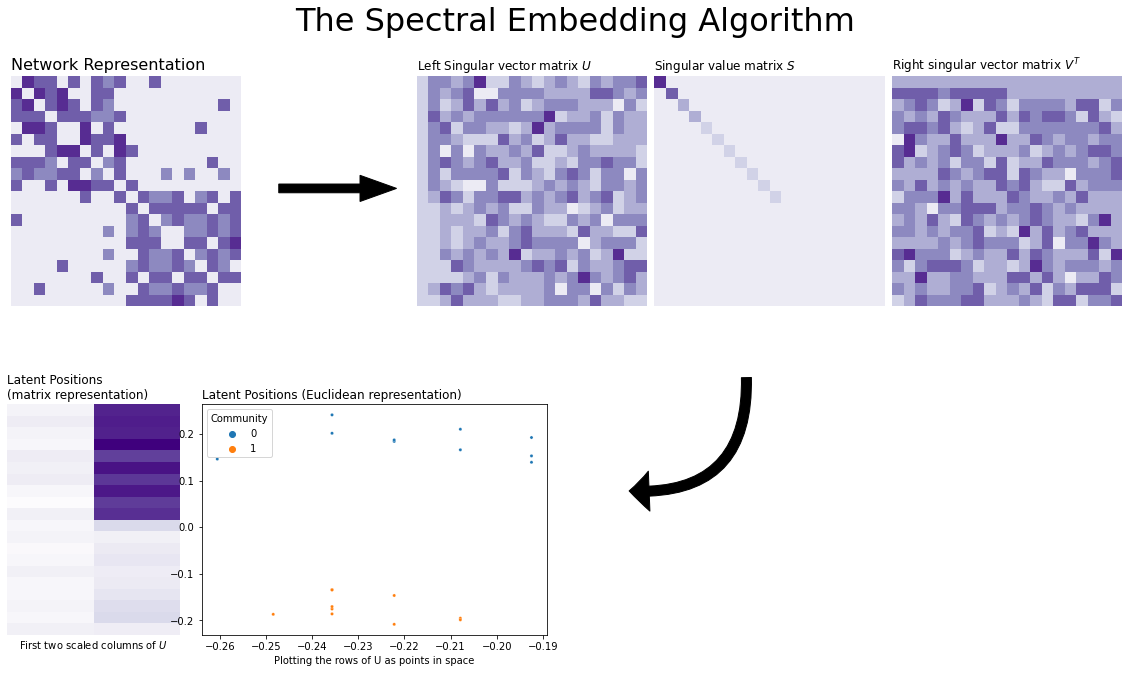 The Spectral Embedding Algorithm
Network Representation
Left Singular vector matrix U
Singular value matrix S
Right singular vector matrix V^T
Latent Positions
(matrix representation)
First two scaled columns of U
Latent Positions (Euclidean representation)
Community
0
1
0.2
0.1
0.0
−0.1
−0.2
−0.26 −0.25 −0.24 −0.23 −0.22 −0.21 −0.20 −0.19
Plotting the rows of U as points in space